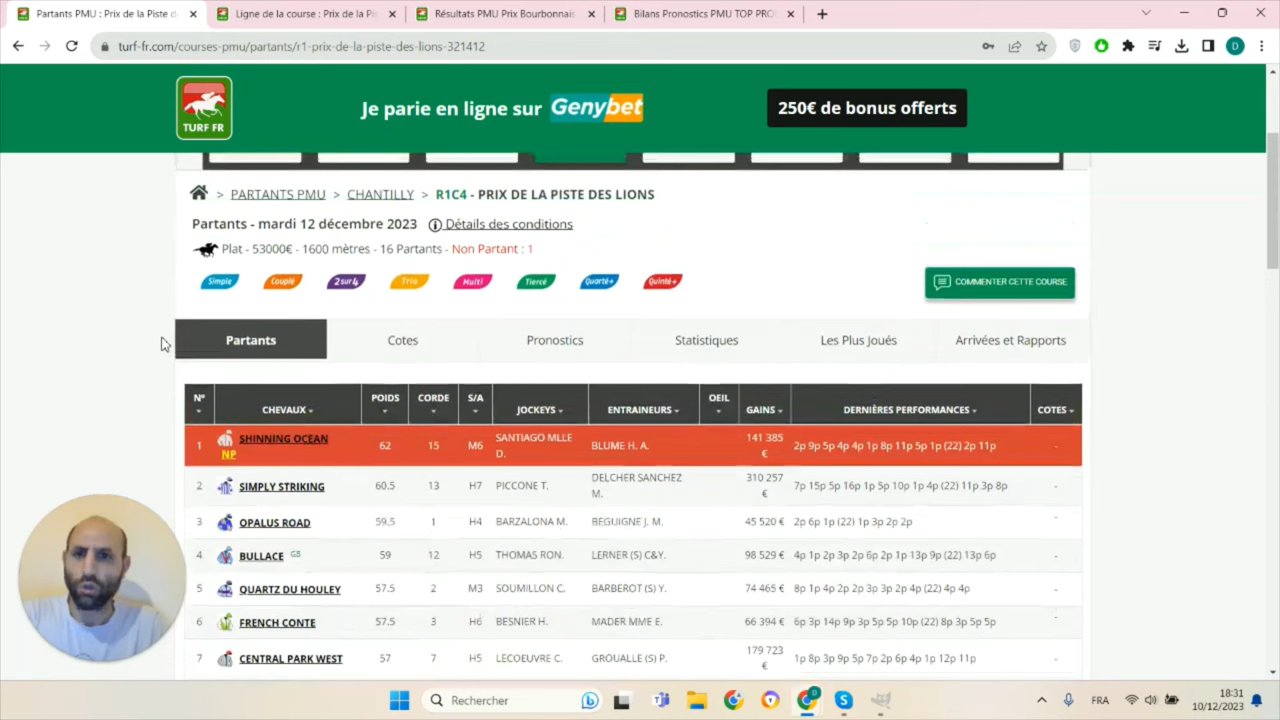 Partants PMU : Prix de la Piste d
Ligne de la course : Prix de la Pi
Résultats PMU Prix Bourbonnais
Bilans Pronostics PMU TOP PRO
turf-fr.com/courses-pmu/partants/r1-prix-de-la-piste-des-lions-321412
D
TURF FR
Je parie en ligne sur Genybet
250€ de bonus offerts
> PARTANTS PMU > CHANTILLY > R1C4 - PRIX DE LA PISTE DES LIONS
Partants - mardi 12 décembre 2023 Détails des conditions
Plat - 53000€ - 1600 mètres - 16 Partants - Non Partant : 1
Simple Couplé 2sur4 Trio Multi Tiercé Quarté+ Quinté+
COMMENTER CETTE COURSE
Partants Cotes Pronostics Statistiques Les Plus Joués Arrivées et Rapports
N° CHEVAUX POIDS CORDE S/A JOCKEYS ENTRAINEURS OEIL GAINS DERNIÈRES PERFORMANCES COTES
1 SHINNING OCEAN NP 62 15 M6 SANTIAGO MLLE D. BLUME H. A. 141 385 € 2p 9p 5p 4p 4p 1p 8p 11p 5p 1p (22) 2p 11p -
2 SIMPLY STRIKING 60.5 13 H7 PICCONE T. DELCHER SANCHEZ M. 310 257 € 7p 15p 5p 16p 1p 5p 10p 1p 4p (22) 11p 3p 8p -
3 OPALUS ROAD 59.5 1 H4 BARZALONA M. BEGUIGNE J. M. 45 520 € 2p 6p 1p (22) 1p 3p 2p 2p -
4 BULLACE 59 12 H5 THOMAS RON. LERNER (S) C&Y. 98 529 € 4p 1p 2p 3p 2p 6p 2p 1p 13p 9p (22) 13p 6p -
5 QUARTZ DU HOULEY 57.5 2 M3 SOUMILLON C. BARBEROT (S) Y. 74 465 € 8p 1p 4p 2p 2p 3p 3p 2p 4p (22) 4p 4p -
6 FRENCH CONTE 57.5 3 H6 BESNIER H. MADER MME E. 66 394 € 6p 3p 14p 9p 3p 5p 5p 10p (22) 8p 3p 5p 5p -
7 CENTRAL PARK WEST 57 7 H5 LECOEUVRE C. GROUALLE (S) P. 179 723 € 1p 8p 3p 9p 5p 7p 2p 6p 4p 1p 12p 11p -
Rechercher
FRA
18:31
10/12/2023